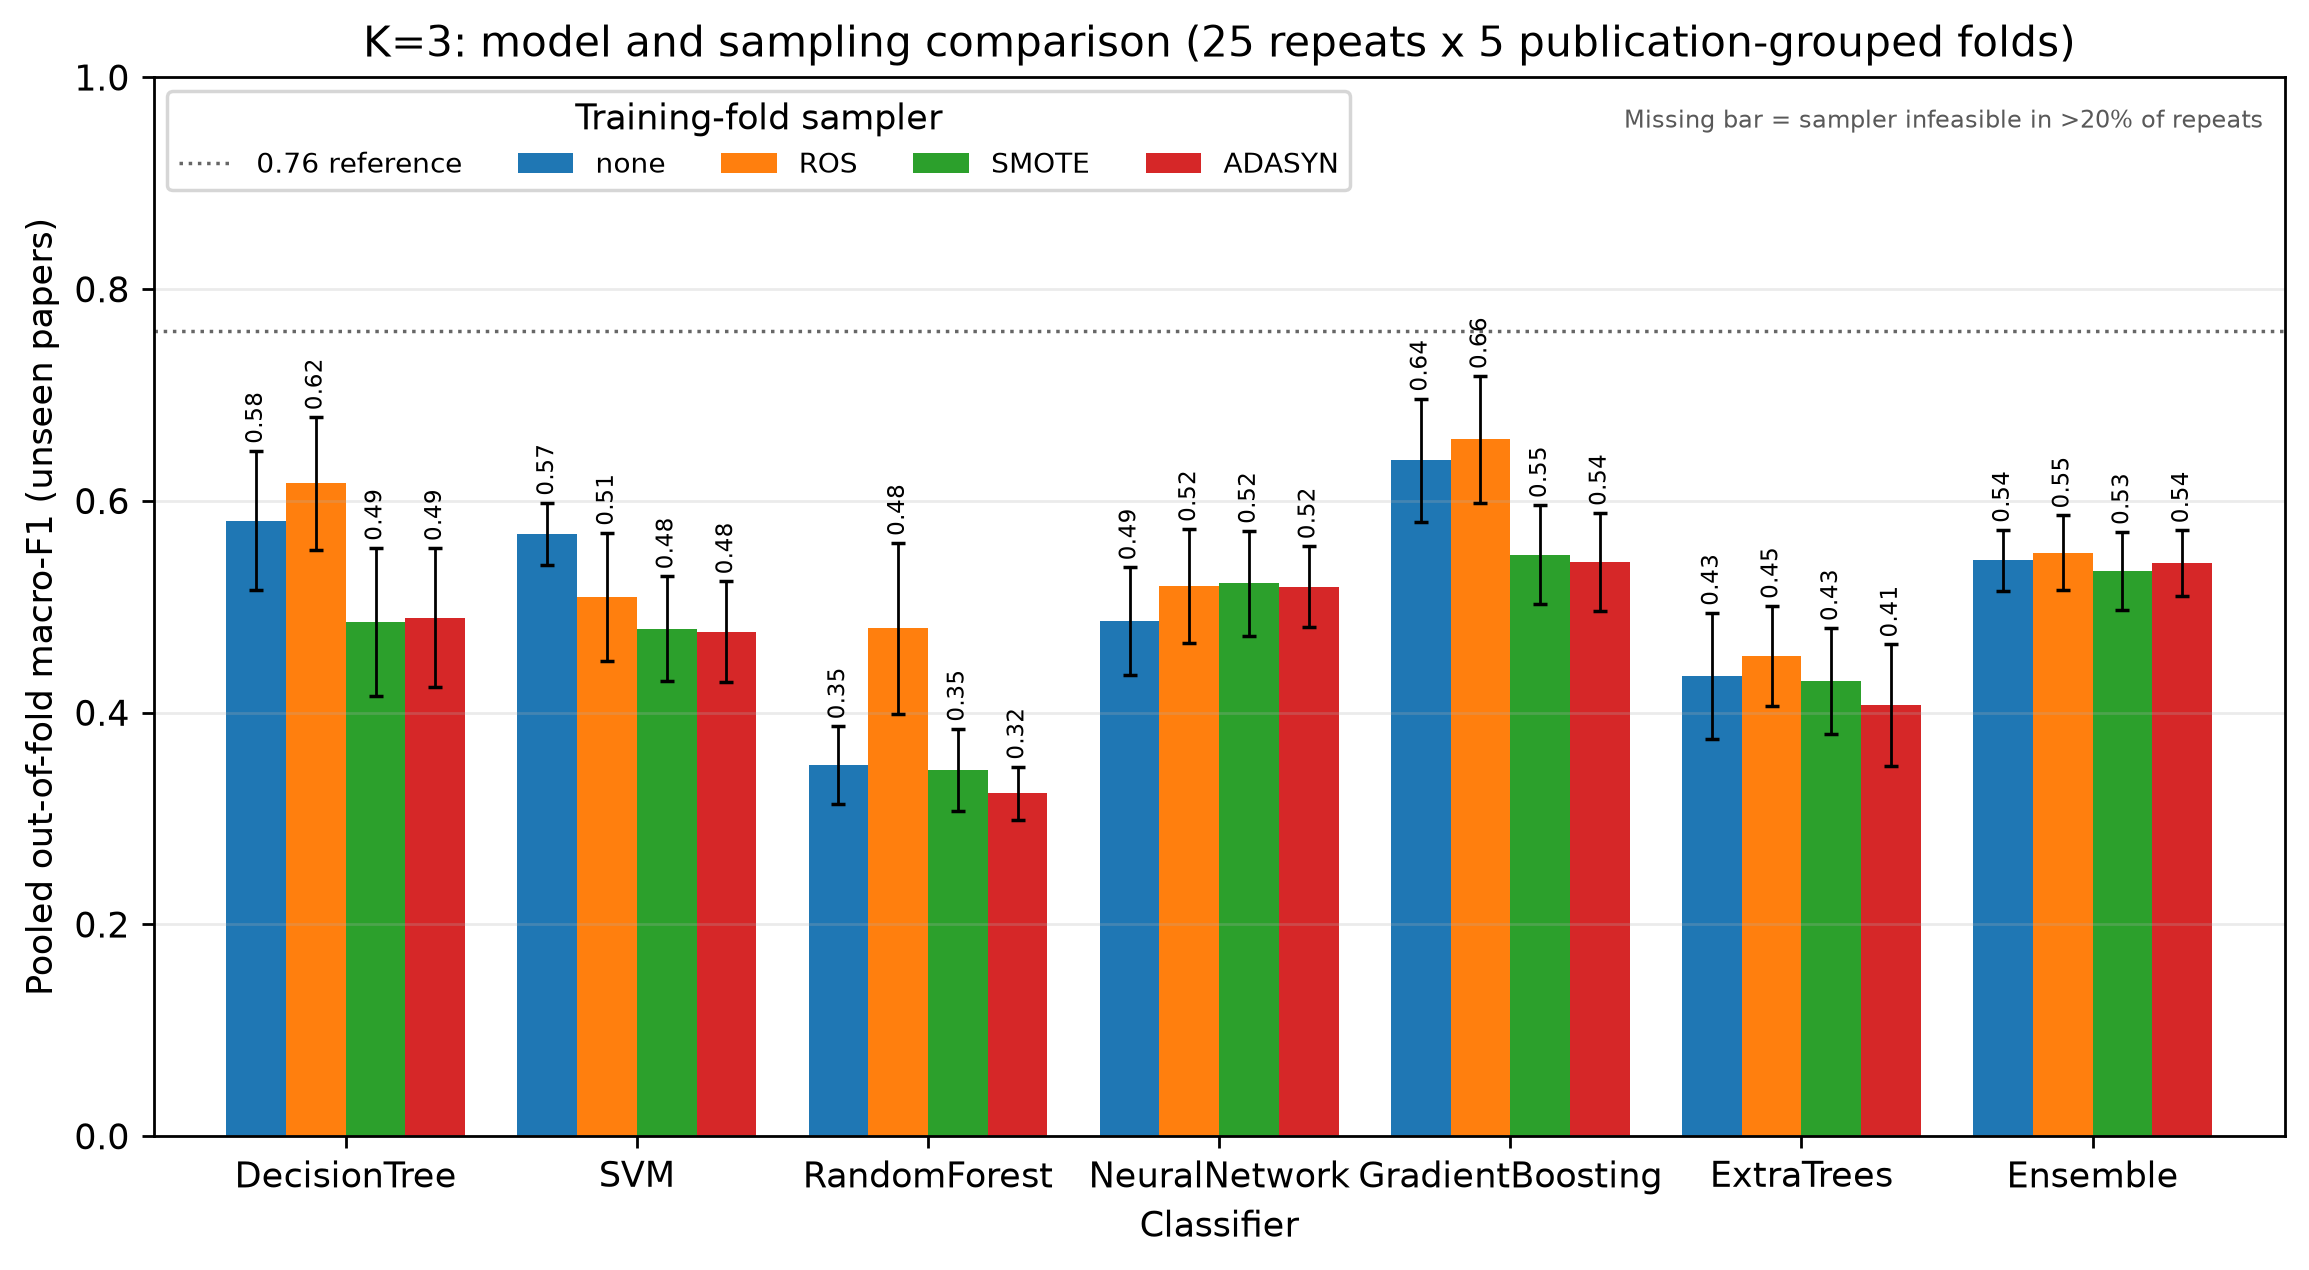 K=3: model and sampling comparison (25 repeats x 5 publication-grouped folds)
Training-fold sampler
0.76 reference none ROS SMOTE ADASYN
Missing bar = sampler infeasible in >20% of repeats
Pooled out-of-fold macro-F1 (unseen papers)
1.0
0.8
0.6
0.4
0.2
0.0
0.58 0.62 0.49 0.49
0.57 0.51 0.48 0.48
0.35 0.48 0.35 0.32
0.49 0.52 0.52 0.52
0.64 0.66 0.55 0.54
0.43 0.45 0.43 0.41
0.54 0.55 0.53 0.54
DecisionTree SVM RandomForest NeuralNetwork GradientBoosting ExtraTrees Ensemble
Classifier